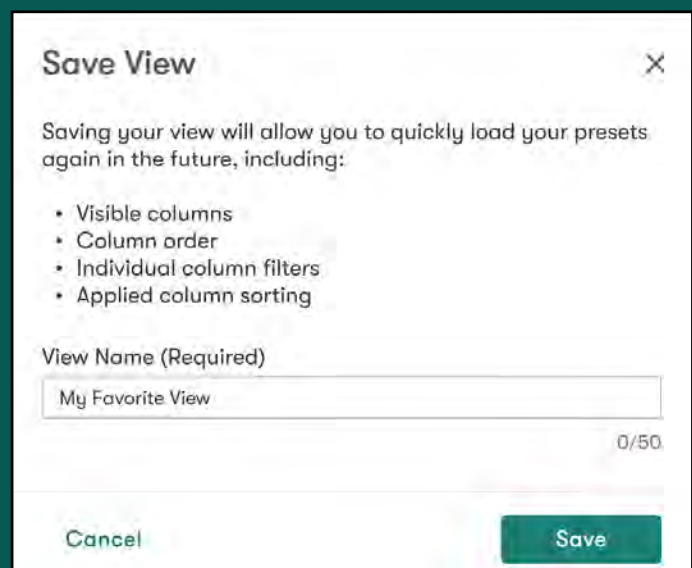 Save View
Saving your view will allow you to quickly load your presets
again in the future, including:
• Visible columns
• Column order
• Individual column filters
• Applied column sorting
View Name (Required)
My Favorite View
0/50
Cancel
Save